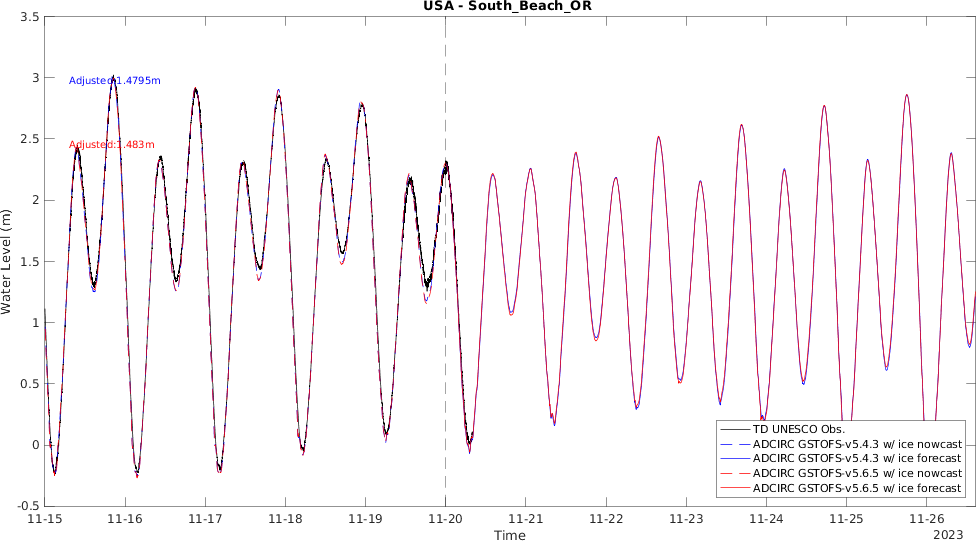 USA - South_Beach_OR
3.5
3
2.5
2
1.5
1
0.5
0
-0.5
Water Level (m)
Adjusted:1.4795m
Adjusted:1.483m
TD UNESCO Obs.
ADCIRC GSTOFS-v5.4.3 w/ ice nowcast
ADCIRC GSTOFS-v5.4.3 w/ ice forecast
ADCIRC GSTOFS-v5.6.5 w/ ice nowcast
ADCIRC GSTOFS-v5.6.5 w/ ice forecast
11-15 11-16 11-17 11-18 11-19 11-20 11-21 11-22 11-23 11-24 11-25 11-26
Time
2023